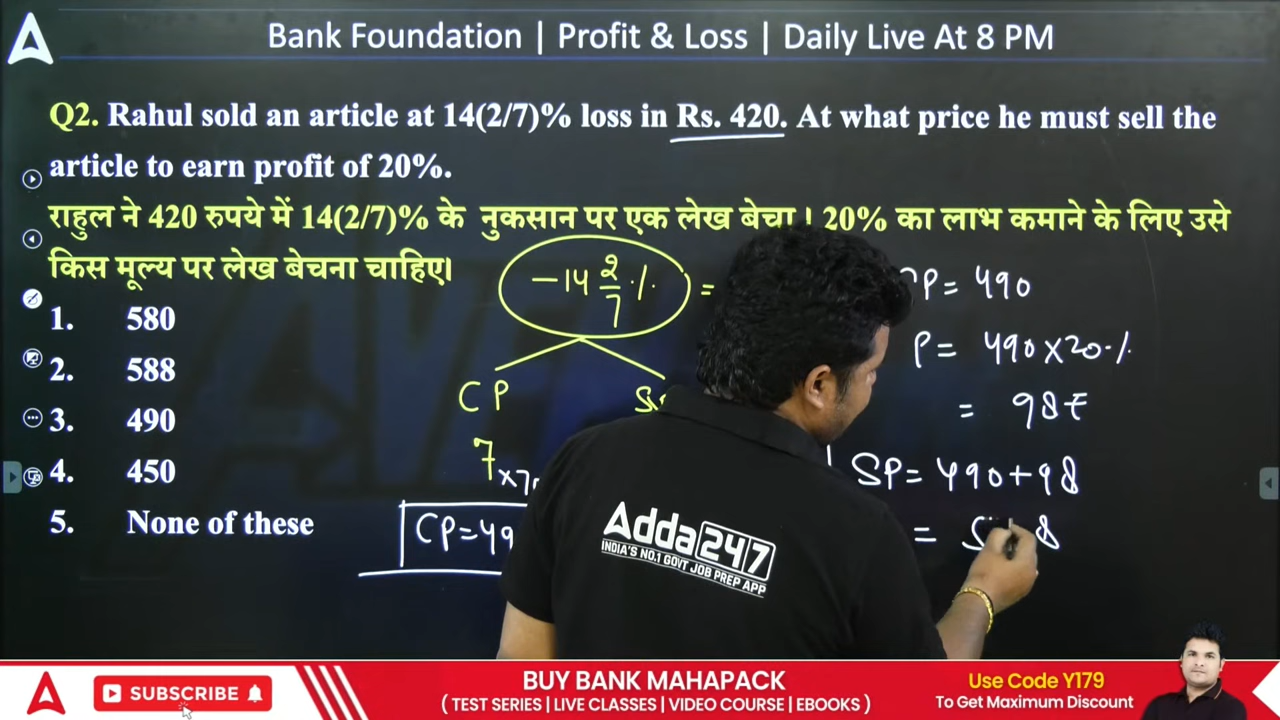 Bank Foundation | Profit & Loss | Daily Live At 8 PM
Q2. Rahul sold an article at 14(2/7)% loss in Rs. 420. At what price he must sell the
article to earn profit of 20%.
राहुल ने 420 रुपये में 14(2/7)% के नुकसान पर एक लेख बेचा। 20% का लाभ कमाने के लिए उसे
किस मूल्य पर लेख बेचना चाहिए।
1. 580
2. 588
3. 490
4. 450
5. None of these
-14 2/7 % =
CP
7 ×7
CP=49
P= 490
P= 490×20%
= 98₹
SP= 490+98
= 8
Adda247
INDIA'S NO.1 GOVT JOB PREP APP
SUBSCRIBE
BUY BANK MAHAPACK
( TEST SERIES | LIVE CLASSES | VIDEO COURSE | EBOOKS )
Use Code Y179
To Get Maximum Discount